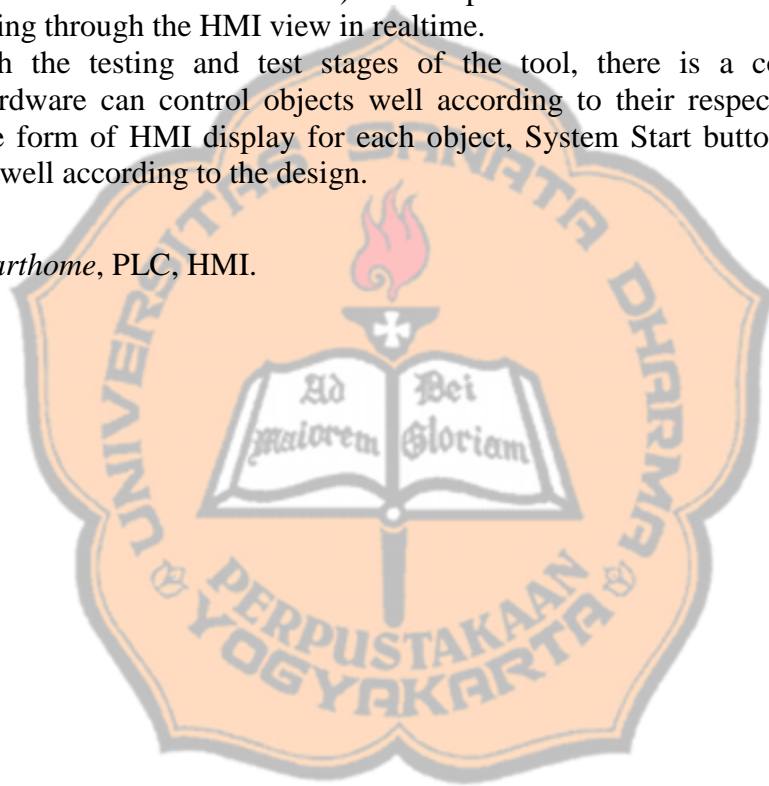 ing through the HMI view in realtime.
h the testing and test stages of the tool, there is a co
rdware can control objects well according to their respec
e form of HMI display for each object, System Start butto
well according to the design.
arthome, PLC, HMI.
UNIVERSITAS SANATA DHARMA
Ad Dei
Maiorem Gloriam
PERPUSTAKAAN
YOGYAKARTA